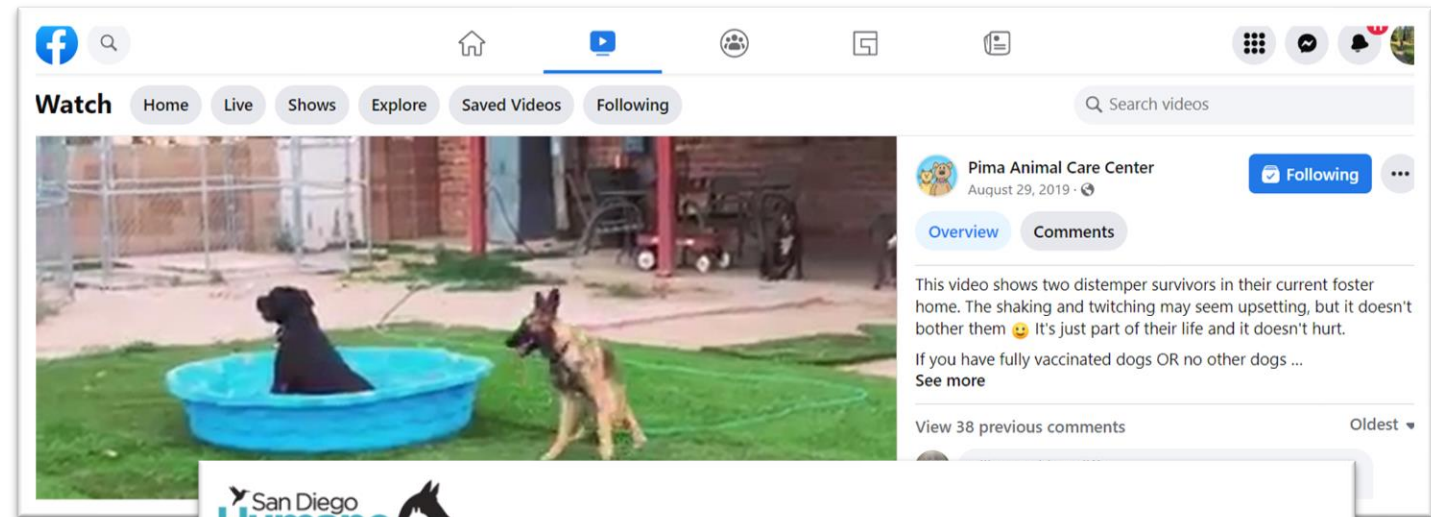 Watch Home Live Shows Explore Saved Videos Following
Search videos
Pima Animal Care Center
August 29, 2019 ·
Following
Overview Comments
This video shows two distemper survivors in their current foster
home. The shaking and twitching may seem upsetting, but it doesn't
bother them 🙂 It's just part of their life and it doesn't hurt.
If you have fully vaccinated dogs OR no other dogs ...
See more
View 38 previous comments Oldest
San Diego
Humane